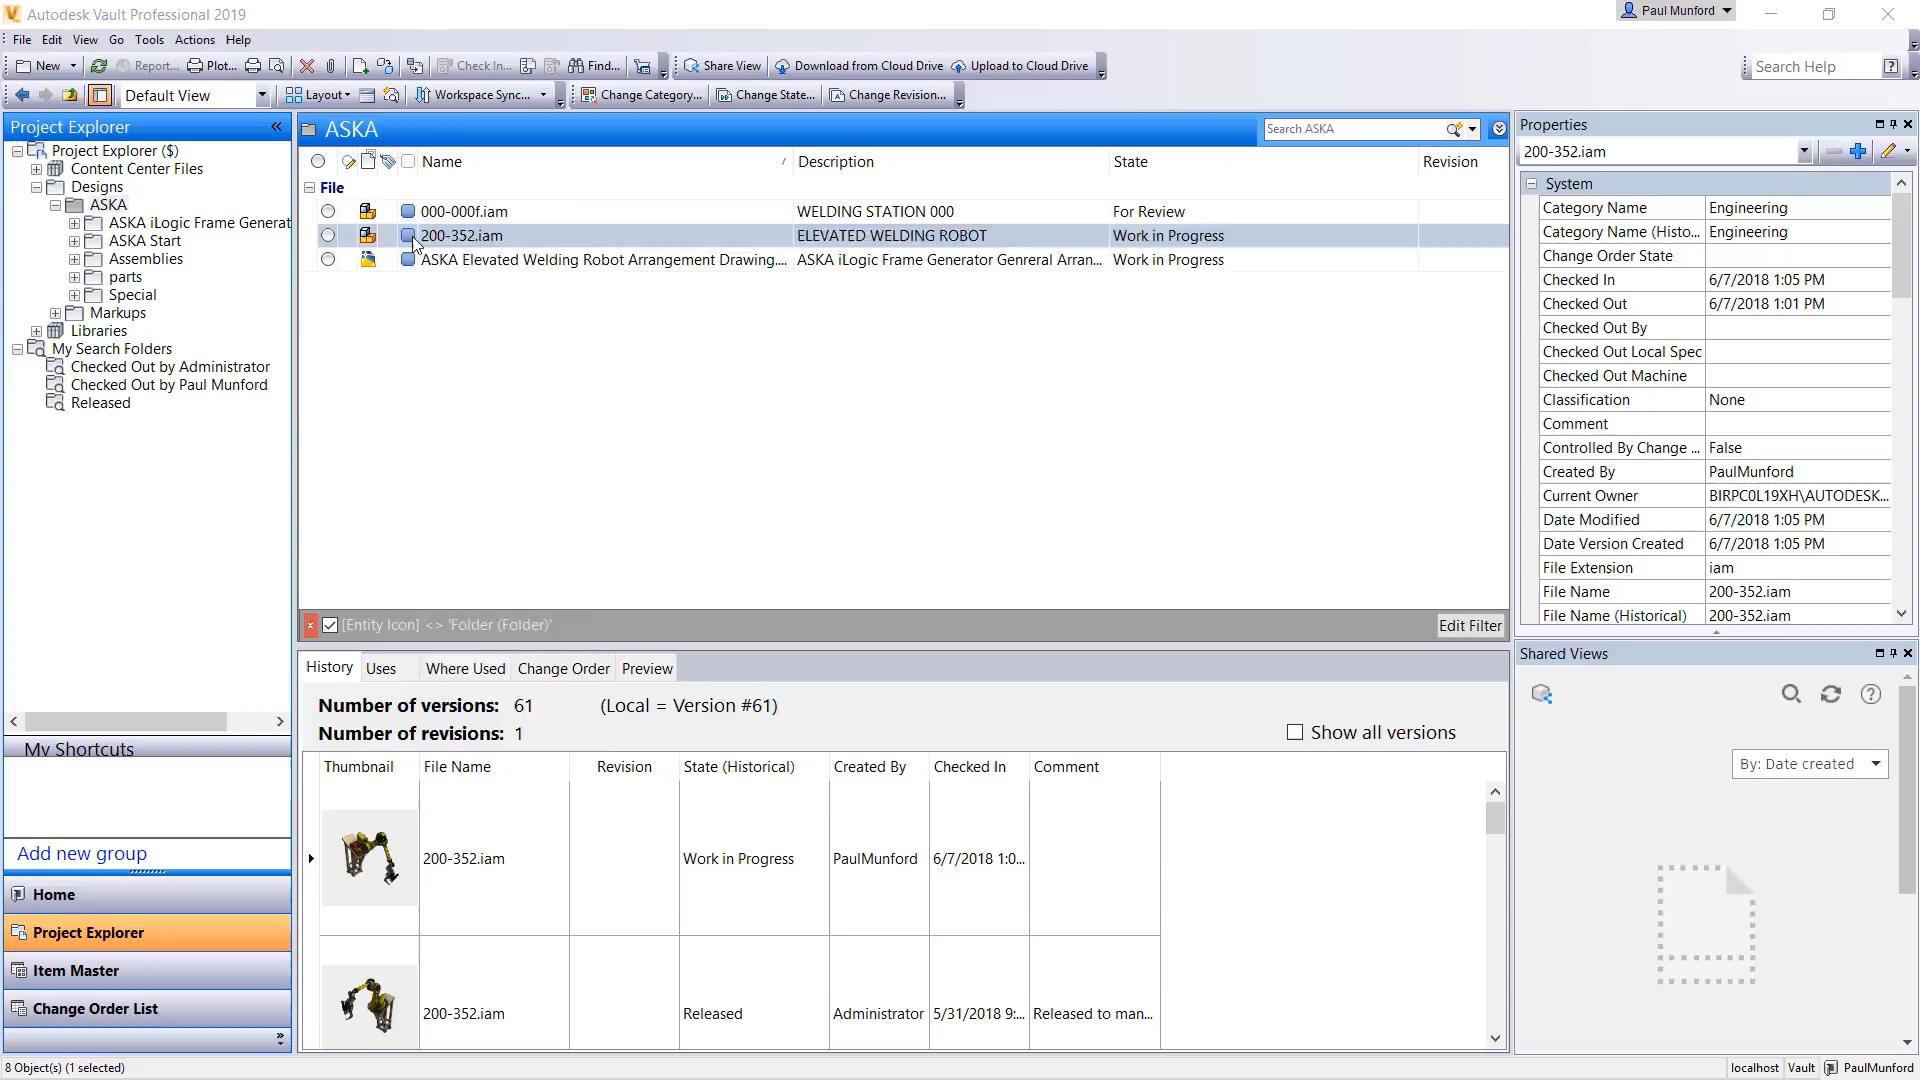 Autodesk Vault Professional 2019
Paul Munford
File Edit View Go Tools Actions Help
New Report... Plot... Check In... Find... Share View Download from Cloud Drive Upload to Cloud Drive
Search Help
Default View Layout Workspace Sync... Change Category... Change State... Change Revision...
Project Explorer
Project Explorer ($)
Content Center Files
Designs
ASKA
ASKA iLogic Frame Generat
ASKA Start
Assemblies
parts
Special
Markups
Libraries
My Search Folders
Checked Out by Administrator
Checked Out by Paul Munford
Released
My Shortcuts
Add new group
Home
Project Explorer
Item Master
Change Order List
ASKA
Search ASKA
Name Description State Revision
File
000-000f.iam WELDING STATION 000 For Review
200-352.iam ELEVATED WELDING ROBOT Work in Progress
ASKA Elevated Welding Robot Arrangement Drawing.... ASKA iLogic Frame Generator Genreral Arran... Work in Progress
[Entity Icon] <> 'Folder (Folder)'
Edit Filter
History Uses Where Used Change Order Preview
Number of versions: 61 (Local = Version #61)
Number of revisions: 1
Show all versions
Thumbnail File Name Revision State (Historical) Created By Checked In Comment
200-352.iam Work in Progress PaulMunford 6/7/2018 1:0...
200-352.iam Released Administrator 5/31/2018 9:... Released to man...
Properties
200-352.iam
System
Category Name Engineering
Category Name (Histo... Engineering
Change Order State
Checked In 6/7/2018 1:05 PM
Checked Out 6/7/2018 1:01 PM
Checked Out By
Checked Out Local Spec
Checked Out Machine
Classification None
Comment
Controlled By Change ... False
Created By PaulMunford
Current Owner BIRPC0L19XH\AUTODESK...
Date Modified 6/7/2018 1:05 PM
Date Version Created 6/7/2018 1:05 PM
File Extension iam
File Name 200-352.iam
File Name (Historical) 200-352.iam
Shared Views
By: Date created
8 Object(s) (1 selected)
localhost Vault PaulMunford